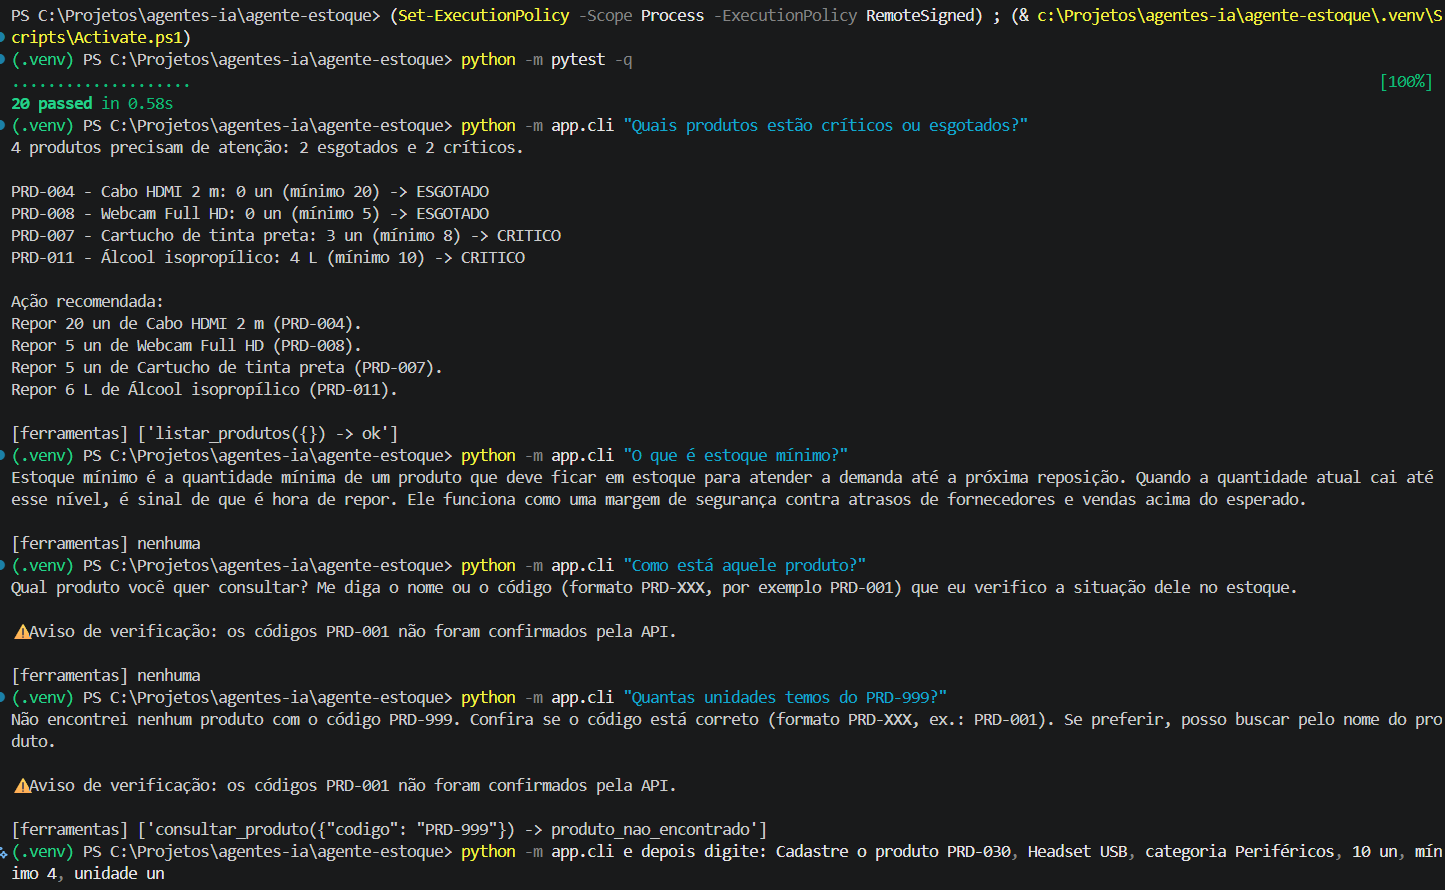 PS C:\Projetos\agentes-ia\agente-estoque> (Set-ExecutionPolicy -Scope Process -ExecutionPolicy RemoteSigned) ; (& c:\Projetos\agentes-ia\agente-estoque\.venv\S
cripts\Activate.ps1)
(.venv) PS C:\Projetos\agentes-ia\agente-estoque> python -m pytest -q
.................... [100%]
20 passed in 0.58s
(.venv) PS C:\Projetos\agentes-ia\agente-estoque> python -m app.cli "Quais produtos estão críticos ou esgotados?"
4 produtos precisam de atenção: 2 esgotados e 2 críticos.
PRD-004 - Cabo HDMI 2 m: 0 un (mínimo 20) -> ESGOTADO
PRD-008 - Webcam Full HD: 0 un (mínimo 5) -> ESGOTADO
PRD-007 - Cartucho de tinta preta: 3 un (mínimo 8) -> CRITICO
PRD-011 - Álcool isopropílico: 4 L (mínimo 10) -> CRITICO
Ação recomendada:
Repor 20 un de Cabo HDMI 2 m (PRD-004).
Repor 5 un de Webcam Full HD (PRD-008).
Repor 5 un de Cartucho de tinta preta (PRD-007).
Repor 6 L de Álcool isopropílico (PRD-011).
[ferramentas] ['listar_produtos({}) -> ok']
(.venv) PS C:\Projetos\agentes-ia\agente-estoque> python -m app.cli "O que é estoque mínimo?"
Estoque mínimo é a quantidade mínima de um produto que deve ficar em estoque para atender a demanda até a próxima reposição. Quando a quantidade atual cai até
esse nível, é sinal de que é hora de repor. Ele funciona como uma margem de segurança contra atrasos de fornecedores e vendas acima do esperado.
[ferramentas] nenhuma
(.venv) PS C:\Projetos\agentes-ia\agente-estoque> python -m app.cli "Como está aquele produto?"
Qual produto você quer consultar? Me diga o nome ou o código (formato PRD-XXX, por exemplo PRD-001) que eu verifico a situação dele no estoque.
⚠Aviso de verificação: os códigos PRD-001 não foram confirmados pela API.
[ferramentas] nenhuma
(.venv) PS C:\Projetos\agentes-ia\agente-estoque> python -m app.cli "Quantas unidades temos do PRD-999?"
Não encontrei nenhum produto com o código PRD-999. Confira se o código está correto (formato PRD-XXX, ex.: PRD-001). Se preferir, posso buscar pelo nome do pro
duto.
⚠Aviso de verificação: os códigos PRD-001 não foram confirmados pela API.
[ferramentas] ['consultar_produto({"codigo": "PRD-999"}) -> produto_nao_encontrado']
(.venv) PS C:\Projetos\agentes-ia\agente-estoque> python -m app.cli e depois digite: Cadastre o produto PRD-030, Headset USB, categoria Periféricos, 10 un, mín
imo 4, unidade un